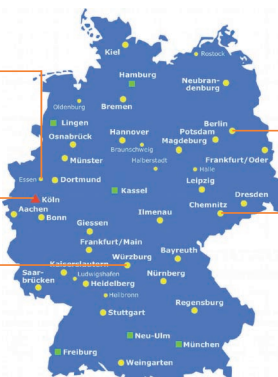 Kiel
Rostock
Hamburg
Neubran-
denburg
Oldenburg
Bremen
Lingen
Osnabrück
Hannover
Braunschweig
Berlin
Potsdam
Magdeburg
Münster
Halberstadt
Frankfurt/Oder
Essen
Dortmund
Halle
Leipzig
Kassel
Köln
Dresden
Aachen
Bonn
Chemnitz
Ilmenau
Giessen
Frankfurt/Main
Würzburg
Bayreuth
Kaiserslautern
Saar-
brücken
Ludwigshafen
Heidelberg
Nürnberg
Heilbronn
Stuttgart
Regensburg
Neu-Ulm
München
Freiburg
Weingarten